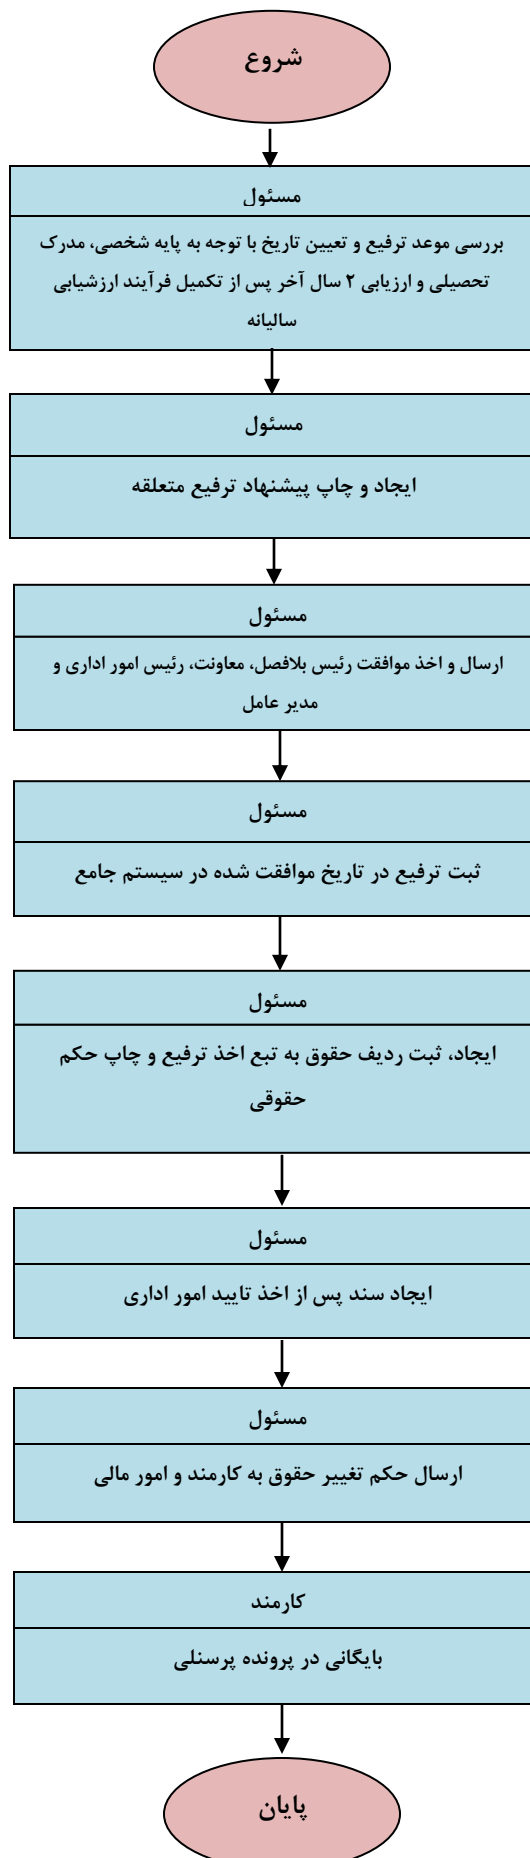 شروع
مسئول
بررسی موعد ترفیع و تعیین تاریخ با توجه به پایه شخصی، مدرک
تحصیلی و ارزیابی ۲ سال آخر پس از تکمیل فرآیند ارزشیابی
سالیانه
مسئول
ایجاد و چاپ پیشنهاد ترفیع متعلقه
مسئول
ارسال و اخذ موافقت رئیس بلافصل، معاونت، رئیس امور اداری و
مدیر عامل
مسئول
ثبت ترفیع در تاریخ موافقت شده در سیستم جامع
مسئول
ایجاد، ثبت ردیف حقوق به تبع اخذ ترفیع و چاپ حکم
حقوقی
مسئول
ایجاد سند پس از اخذ تایید امور اداری
مسئول
ارسال حکم تغییر حقوق به کارمند و امور مالی
کارمند
بایگانی در پرونده پرسنلی
پایان